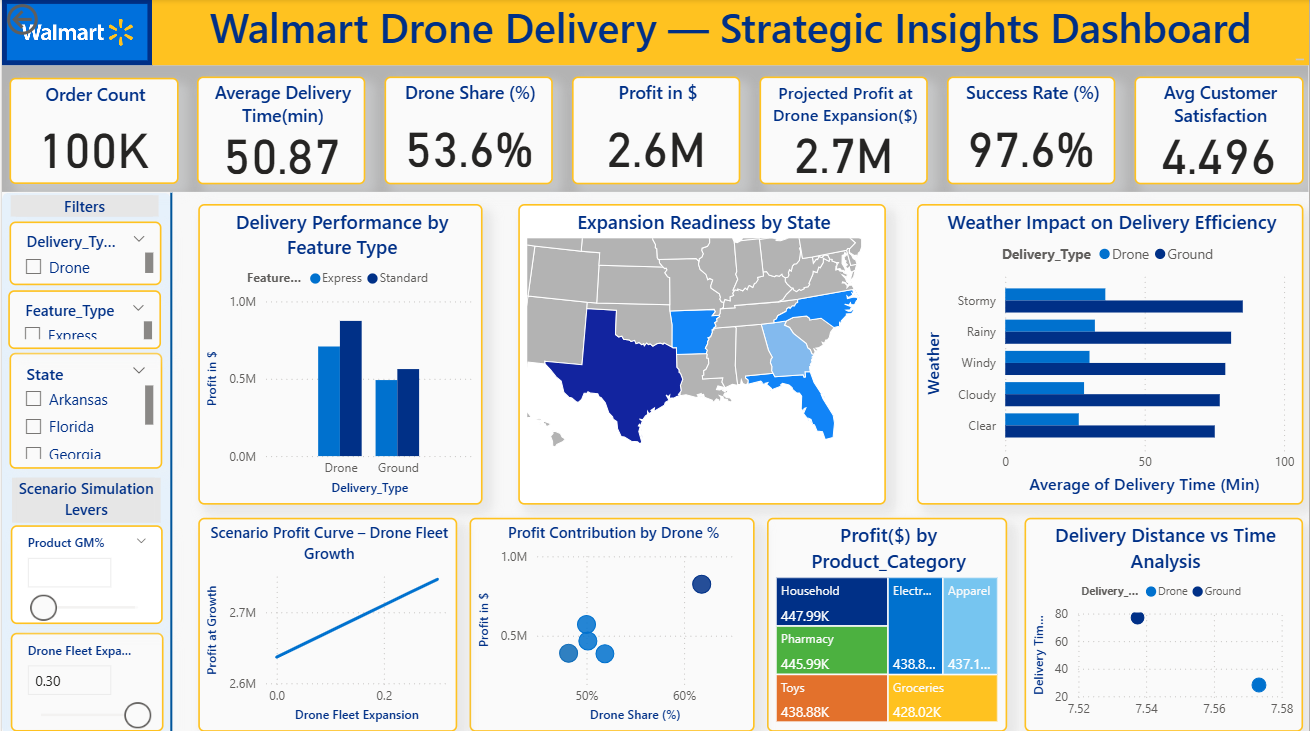 Walmart
Walmart Drone Delivery — Strategic Insights Dashboard
Order Count
100K
Average Delivery
Time(min)
50.87
Drone Share (%)
53.6%
Profit in $
2.6M
Projected Profit at
Drone Expansion($)
2.7M
Success Rate (%)
97.6%
Avg Customer
Satisfaction
4.496
Filters
Delivery_Ty...
Drone
Feature_Type
Express
State
Arkansas
Florida
Georgia
Scenario Simulation
Levers
Product GM%
Drone Fleet Expa...
0.30
Delivery Performance by
Feature Type
Feature... Express Standard
1.0M
0.5M
0.0M
Profit in $
Drone Ground
Delivery_Type
Expansion Readiness by State
Weather Impact on Delivery Efficiency
Delivery_Type Drone Ground
Weather
Stormy
Rainy
Windy
Cloudy
Clear
0 50 100
Average of Delivery Time (Min)
Scenario Profit Curve – Drone Fleet
Growth
Profit at Growth
2.7M
2.6M
0.0 0.2
Drone Fleet Expansion
Profit Contribution by Drone %
Profit in $
1.0M
0.5M
50% 60%
Drone Share (%)
Profit($) by
Product_Category
Household
447.99K
Pharmacy
445.99K
Toys
438.88K
Electr...
438.8...
Apparel
437.1...
Groceries
428.02K
Delivery Distance vs Time
Analysis
Delivery_... Drone Ground
Delivery Tim...
80
60
40
20
7.52 7.54 7.56 7.58